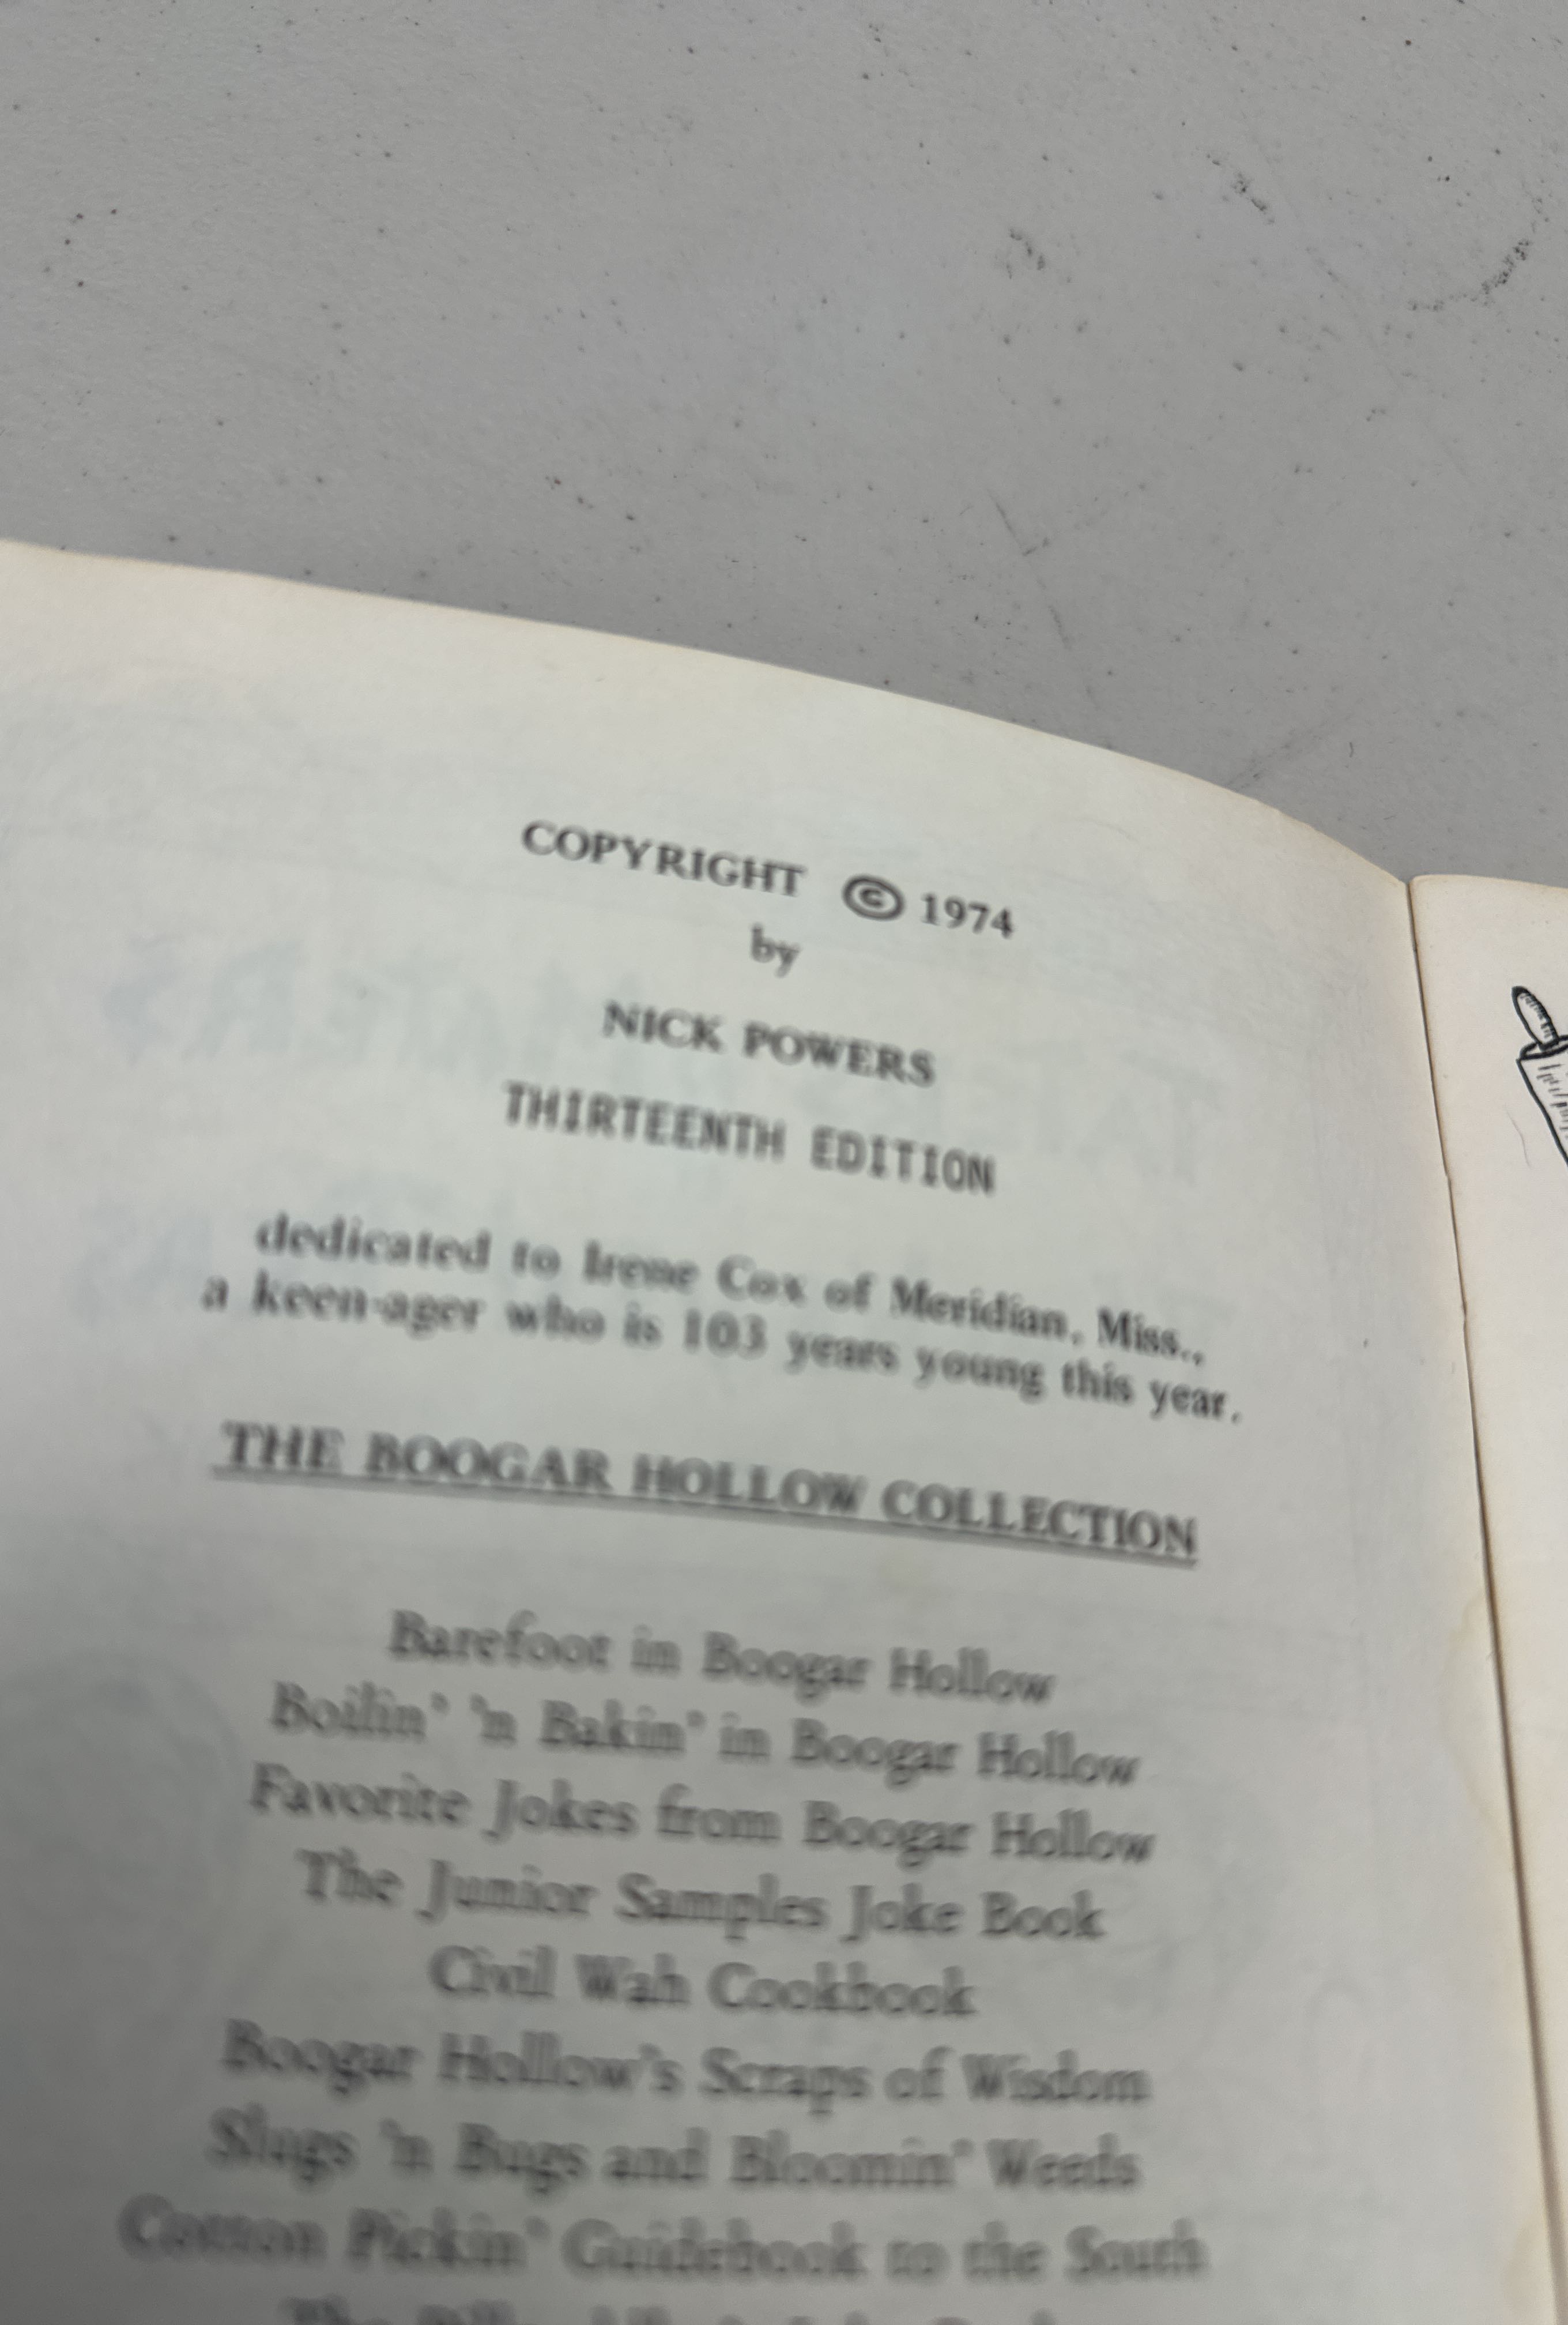 COPYRIGHT © 1974
by
NICK POWERS
THIRTEENTH EDITION
dedicated to Irene Cox of Meridian, Miss.,
a keen-ager who is 103 years young this year.
THE BOOGAR HOLLOW COLLECTION
Barefoot in Boogar Hollow
Boilin' 'n Bakin' in Boogar Hollow
Favorite Jokes from Boogar Hollow
The Junior Samples Joke Book
Civil Wah Cookbook
Boogar Hollow's Scraps of Wisdom
Slugs 'n Bugs and Bloomin' Weeds
Cotton Pickin' Guidebook to the South
The